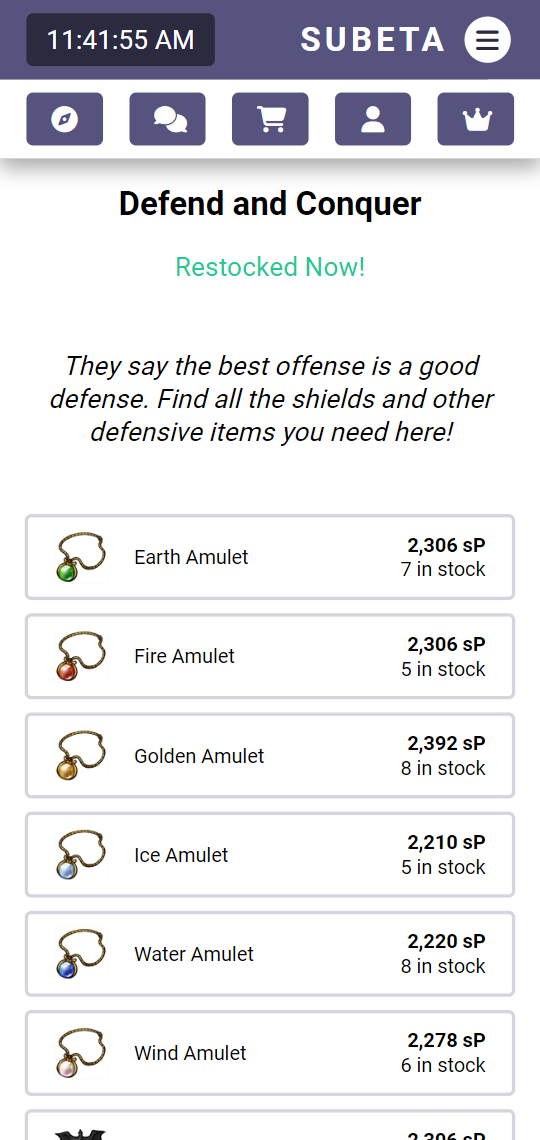 11:41:55 AM
SUBETA
Defend and Conquer
Restocked Now!
They say the best offense is a good
defense. Find all the shields and other
defensive items you need here!
Earth Amulet
2,306 sP
7 in stock
Fire Amulet
2,306 sP
5 in stock
Golden Amulet
2,392 sP
8 in stock
Ice Amulet
2,210 sP
5 in stock
Water Amulet
2,220 sP
8 in stock
Wind Amulet
2,278 sP
6 in stock
2,306 sP